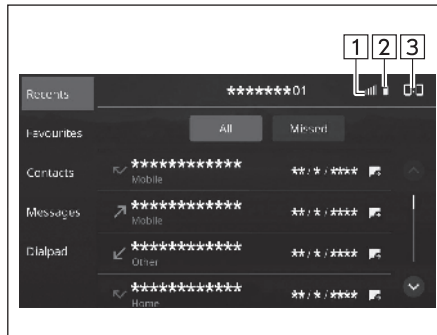 1 2 3
Recents *******01
Favourites All Missed
Contacts ************ **/*/****
Mobile
Messages ************ **/*/****
Mobile
Dialpad ************ **/*/****
Other
************ **/*/****
Home